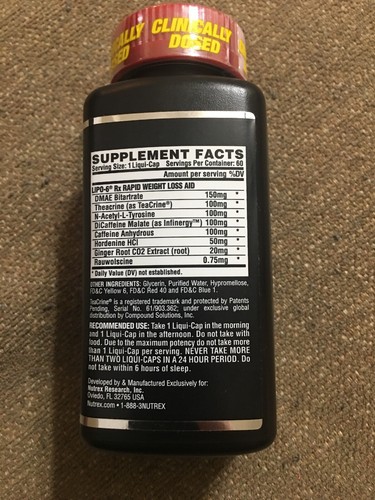 CLINICALLY
DOSED
SUPPLEMENT FACTS
Serving Size: 1 Liqui-Cap Servings Per Container: 60
Amount per serving %DV
LIPO-6® Rx RAPID WEIGHT LOSS AID
DMAE Bitartrate 150mg *
Theacrine (as TeaCrine®) 100mg *
N-Acetyl-L-Tyrosine 100mg *
DiCaffeine Malate (as Infinergy™) 100mg *
Caffeine Anhydrous 100mg *
Hordenine HCl 50mg *
Ginger Root CO2 Extract (root) 20mg *
Rauwolscine 0.75mg *
* Daily Value (DV) not established.
OTHER INGREDIENTS: Glycerin, Purified Water, Hypromellose,
FD&C Yellow 6, FD&C Red 40 and FD&C Blue 1.
TeaCrine® is a registered trademark and protected by Patents
Pending, Serial No. 61/903,362; under exclusive global
distribution by Compound Solutions, Inc.
RECOMMENDED USE: Take 1 Liqui-Cap in the morning
and 1 Liqui-Cap in the afternoon. Do not take with
food. Due to the maximum potency do not take more
than 1 Liqui-Cap per serving. NEVER TAKE MORE
THAN TWO LIQUI-CAPS IN A 24 HOUR PERIOD. Do
not take within 6 hours of sleep.
Developed by & Manufactured Exclusively for:
Nutrex Research, Inc.
Oviedo, FL 32765 USA
Nutrex.com • 1-888-3NUTREX